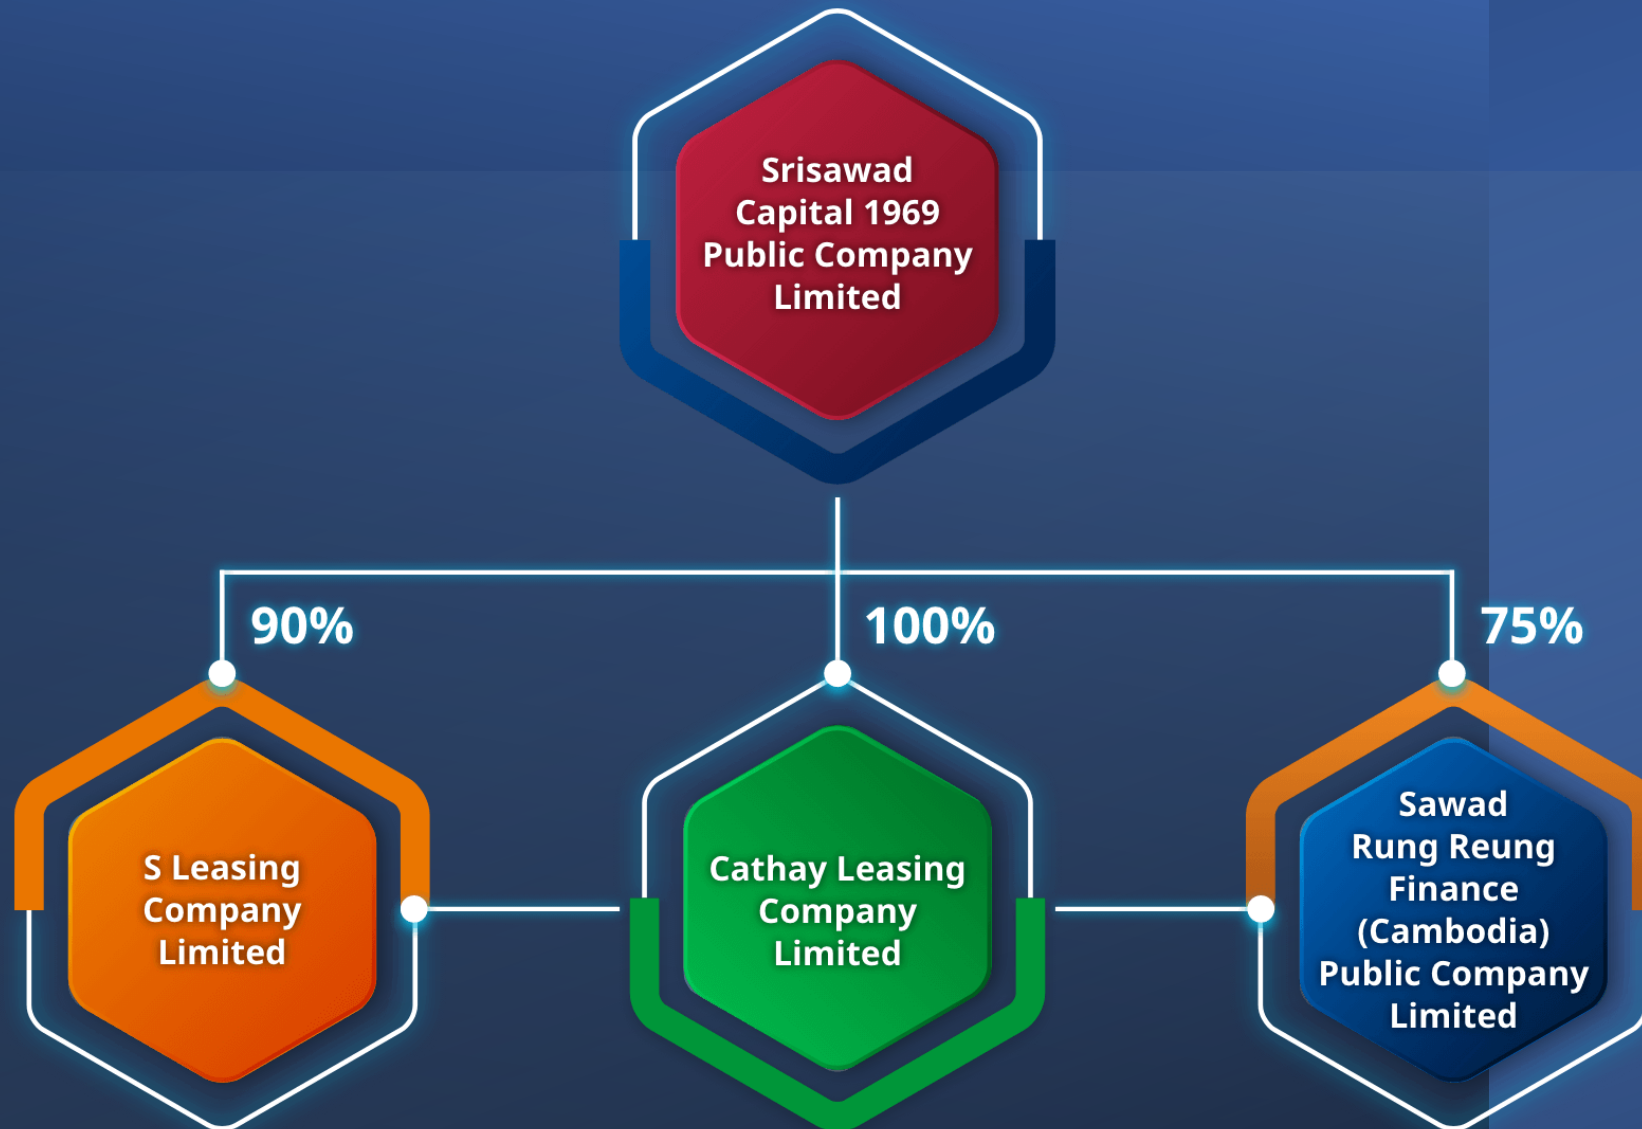 Srisawad
Capital 1969
Public Company
Limited
90%
100%
75%
S Leasing
Company
Limited
Cathay Leasing
Company
Limited
Sawad
Rung Reung
Finance
(Cambodia)
Public Company
Limited